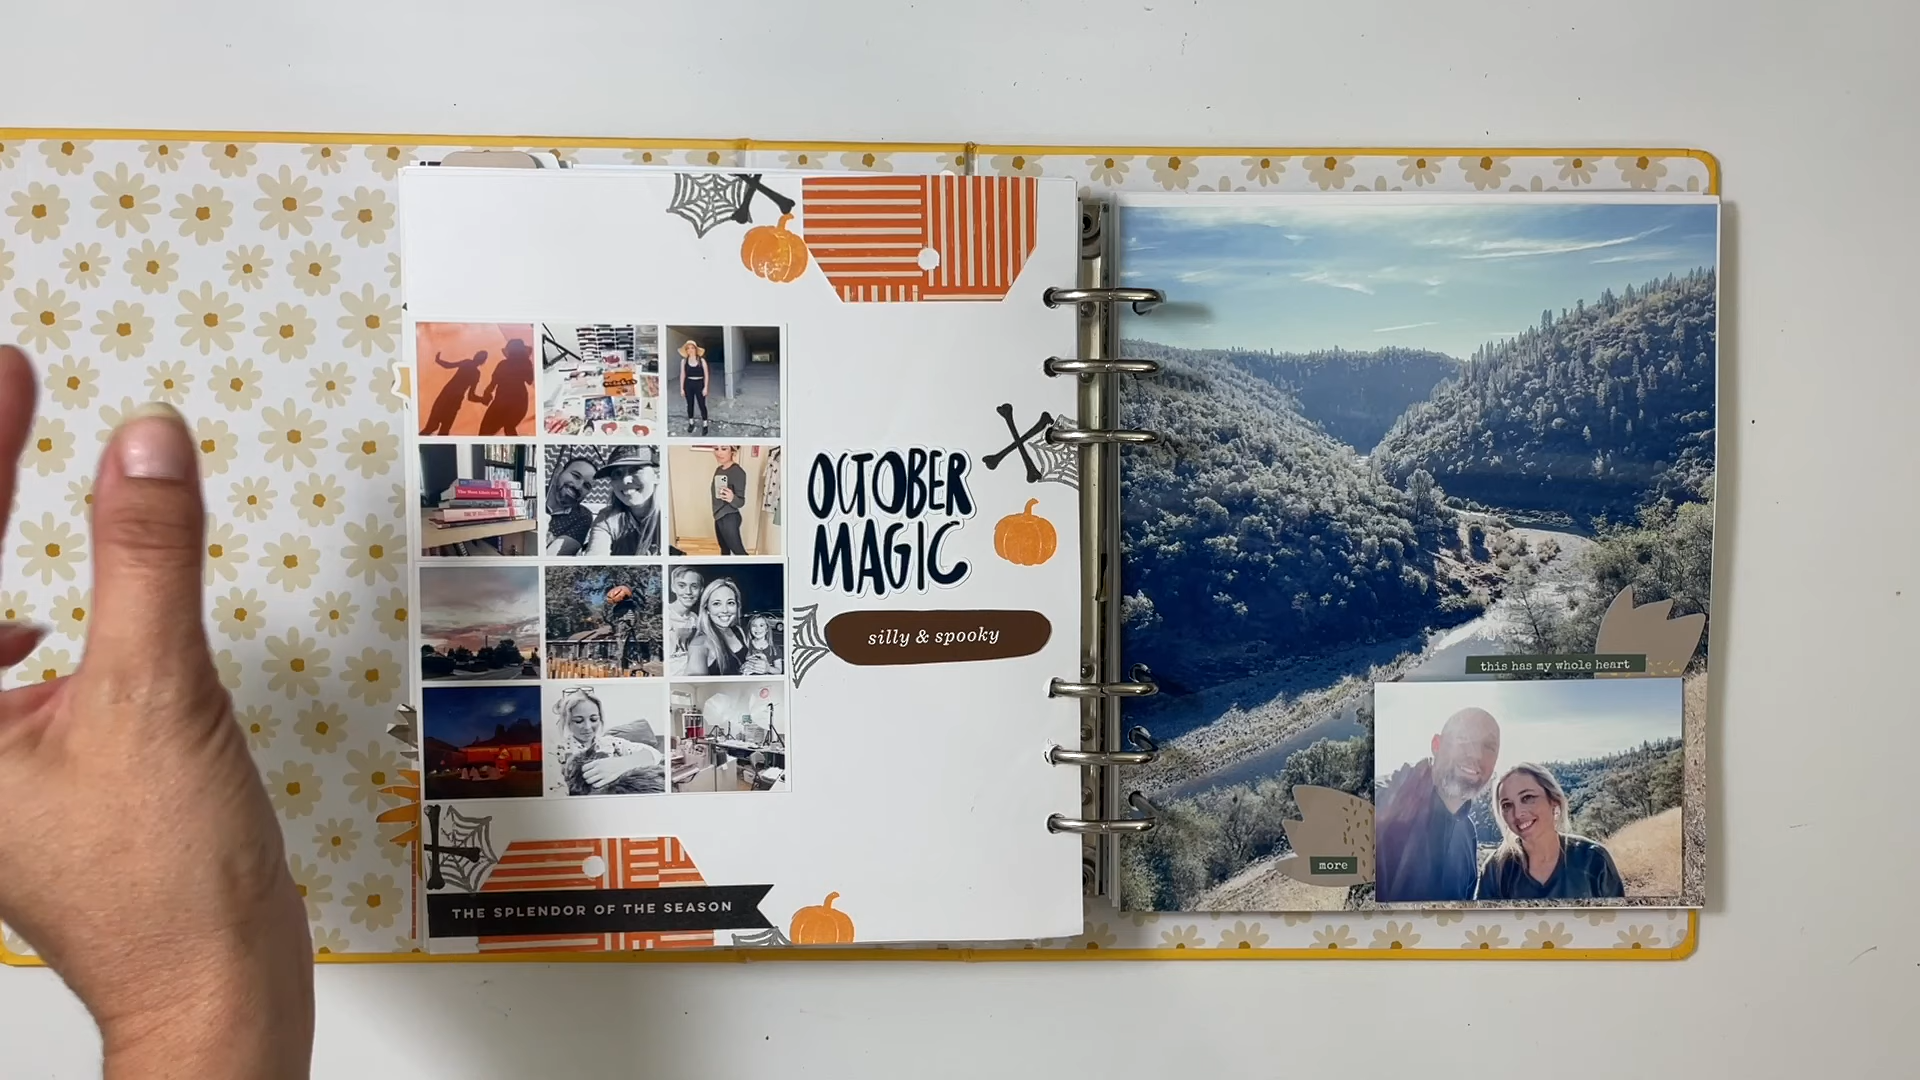 OCTOBER
MAGIC
silly & spooky
THE SPLENDOR OF THE SEASON
this has my whole heart
more